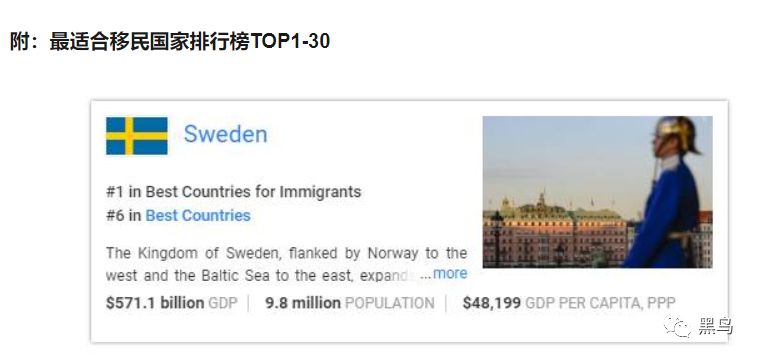 附：最适合移民国家排行榜TOP1-30
Sweden
#1 in Best Countries for Immigrants
#6 in Best Countries
The Kingdom of Sweden, flanked by Norway to the
west and the Baltic Sea to the east, expands ...more
$571.1 billion GDP | 9.8 million POPULATION | $48,199 GDP PER CAPITA, PPP
黑鸟